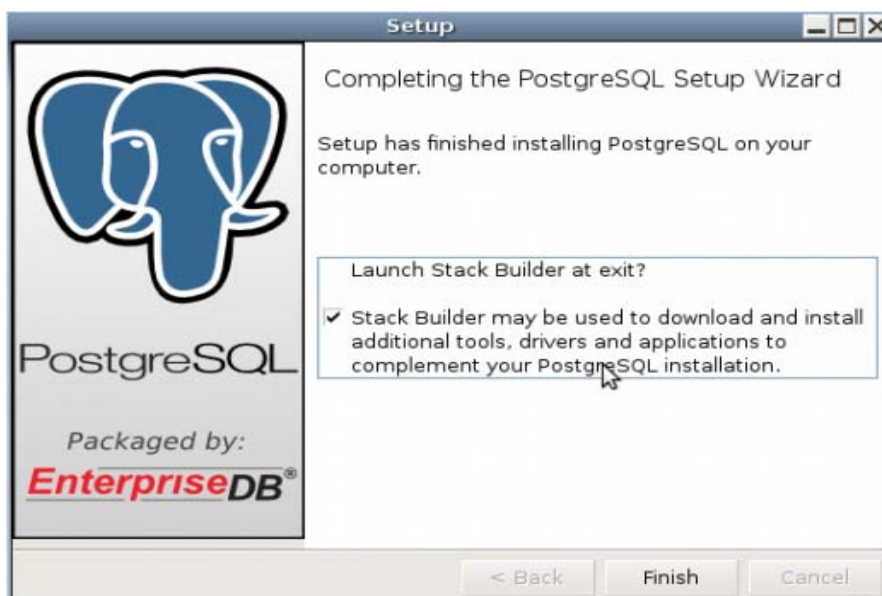 Setup
Completing the PostgreSQL Setup Wizard
Setup has finished installing PostgreSQL on your
computer.
Launch Stack Builder at exit?
Stack Builder may be used to download and install
additional tools, drivers and applications to
complement your PostgreSQL installation.
PostgreSQL
Packaged by:
EnterpriseDB®
< Back
Finish
Cancel